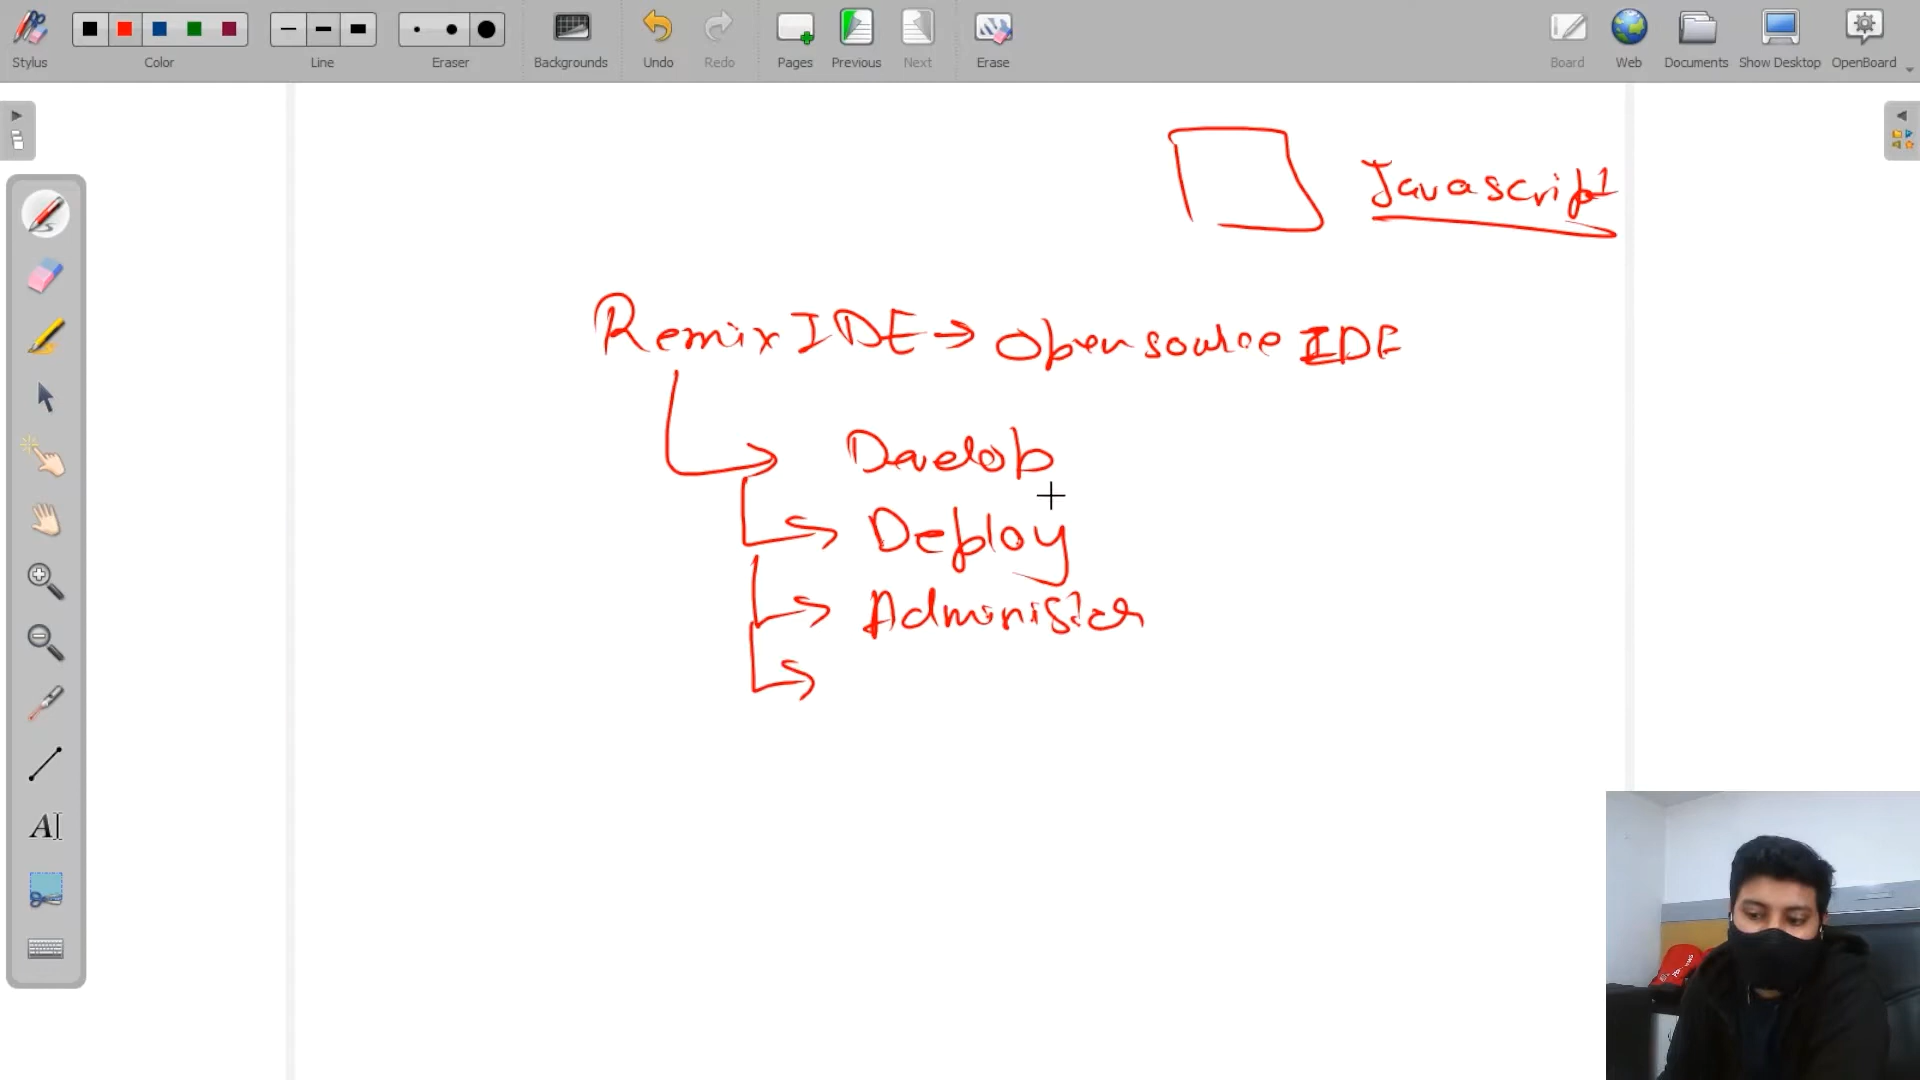 Stylus Color Line Eraser Backgrounds Undo Redo Pages Previous Next Erase Board Web Documents Show Desktop OpenBoard
Javascript
Remix IDE → Open source IDE
Develop
Deploy
Administer
A